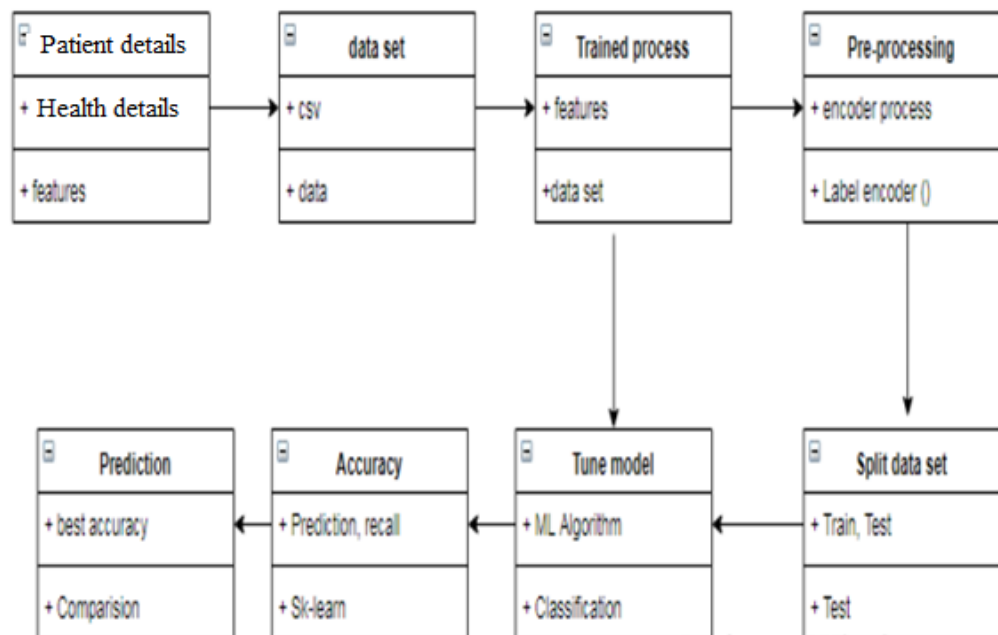 Patient details
+ Health details
+ features
data set
+ csv
+ data
Trained process
+ features
+data set
Pre-processing
+ encoder process
+ Label encoder ()
Prediction
+ best accuracy
+ Comparision
Accuracy
+ Prediction, recall
+ Sk-learn
Tune model
+ ML Algorithm
+ Classification
Split data set
+ Train, Test
+ Test